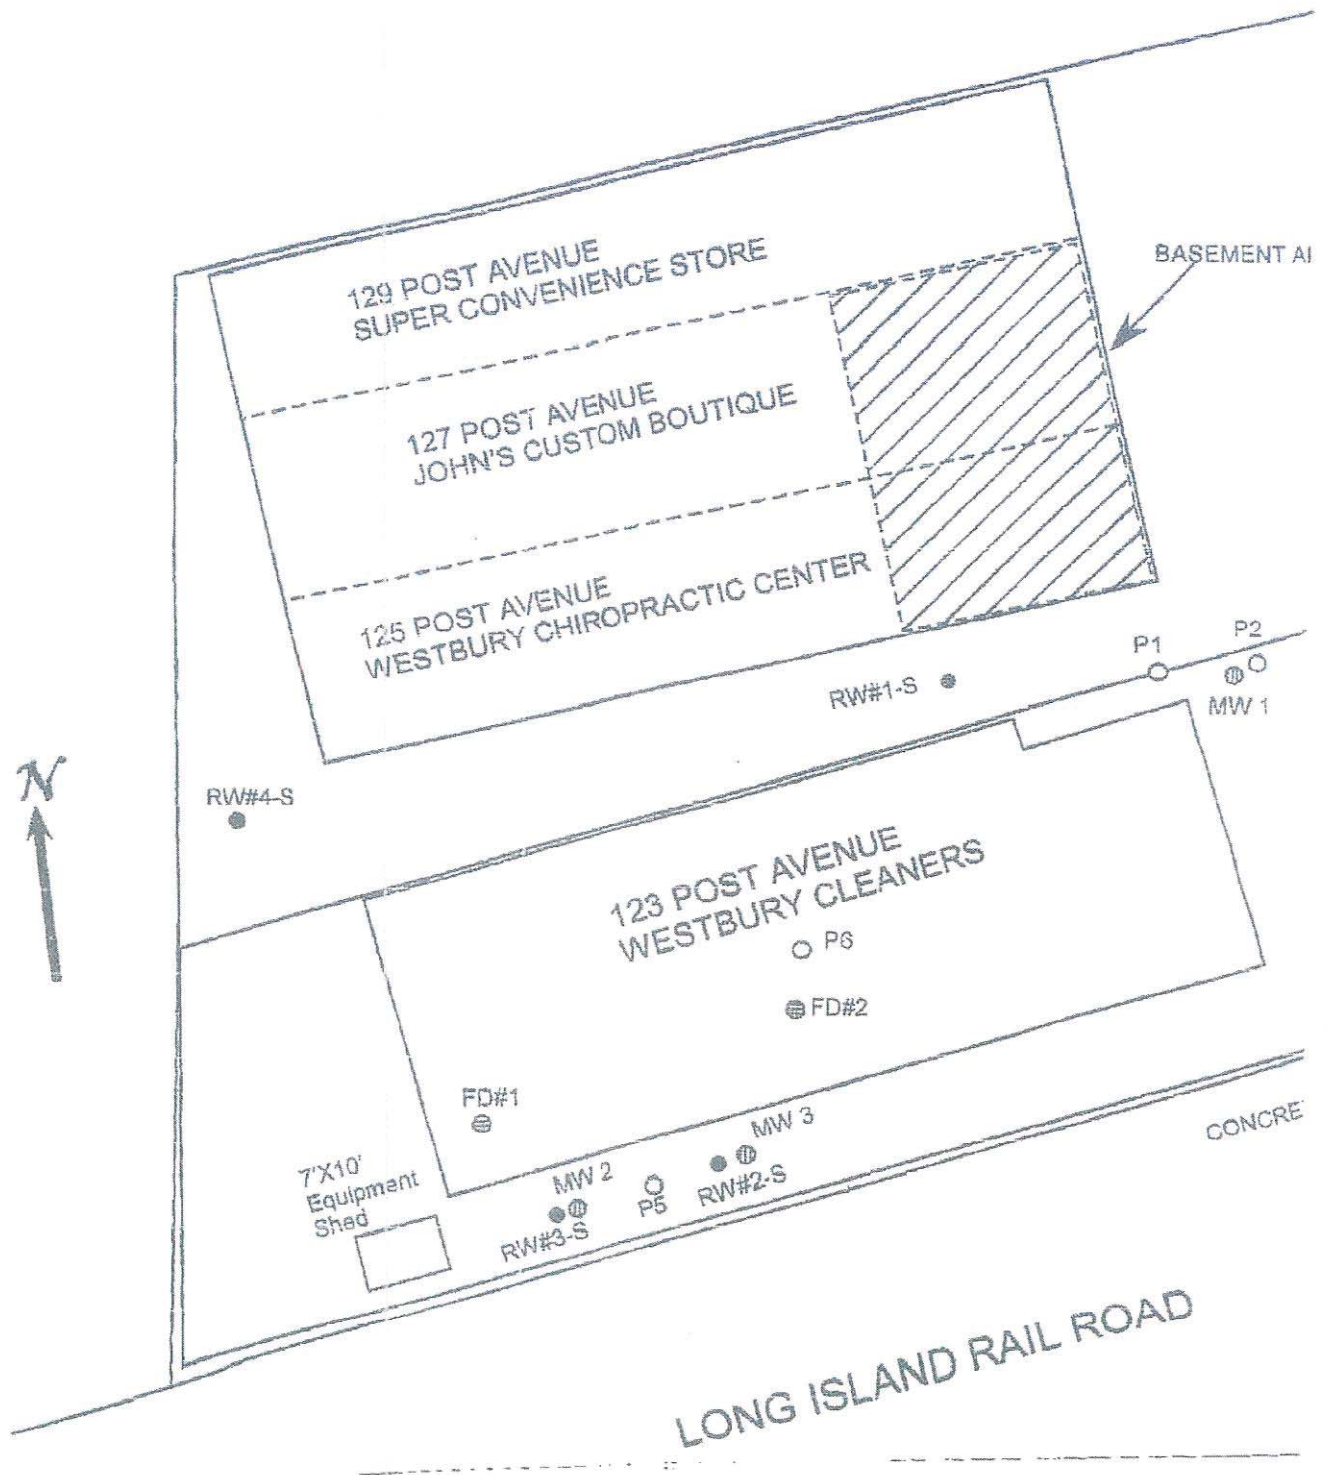 129 POST AVENUE
SUPER CONVENIENCE STORE
BASEMENT
127 POST AVENUE
JOHN'S CUSTOM BOUTIQUE
125 POST AVENUE
WESTBURY CHIROPRACTIC CENTER
P1
P2
RW#1-S
MW 1
N
RW#4-S
123 POST AVENUE
WESTBURY CLEANERS
P6
FD#2
FD#1
MW 3
CONCRE
7'X10'
Equipment
Shed
MW 2
P5
RW#2-S
RW#3-S
LONG ISLAND RAIL ROAD